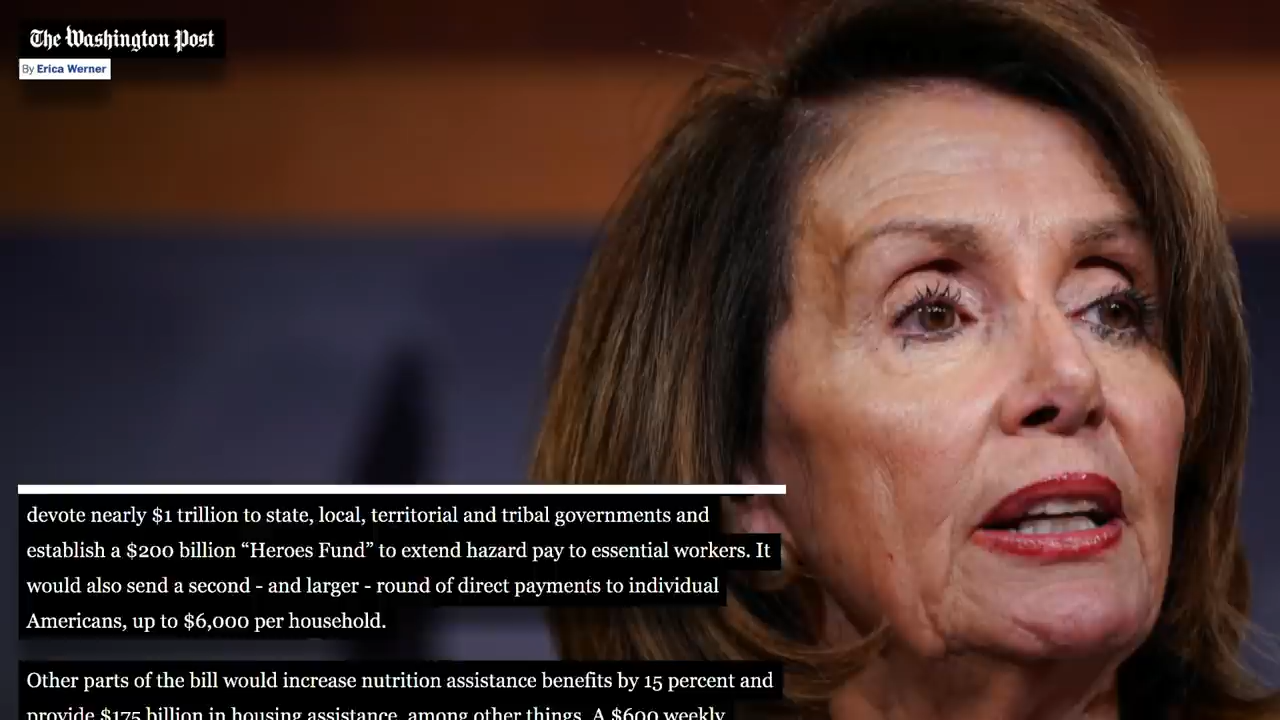 The Washington Post
By Erica Werner
devote nearly $1 trillion to state, local, territorial and tribal governments and
establish a $200 billion “Heroes Fund” to extend hazard pay to essential workers. It
would also send a second - and larger - round of direct payments to individual
Americans, up to $6,000 per household.
Other parts of the bill would increase nutrition assistance benefits by 15 percent and
provide $175 billion in housing assistance, among other things. A $600 weekly